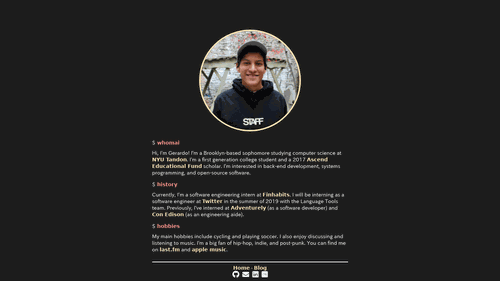 STAFF
$ whomai
Hi, I'm Gerardo! I'm a Brooklyn-based sophomore studying computer science at
NYU Tandon. I'm a first generation college student and a 2017 Ascend
Educational Fund scholar. I'm interested in back-end development, systems
programming, and open-source software.
$ history
Currently, I'm a software engineering intern at Finhabits. I will be interning as a
software engineer at Twitter in the summer of 2019 with the Language Tools
team. Previously, I've interned at Adventurely (as a software developer) and
Con Edison (as an engineering aide).
$ hobbies
My main hobbies include cycling and playing soccer. I also enjoy discussing and
listening to music. I'm a big fan of hip-hop, indie, and post-punk. You can find me
on last.fm and apple music.
Home · Blog